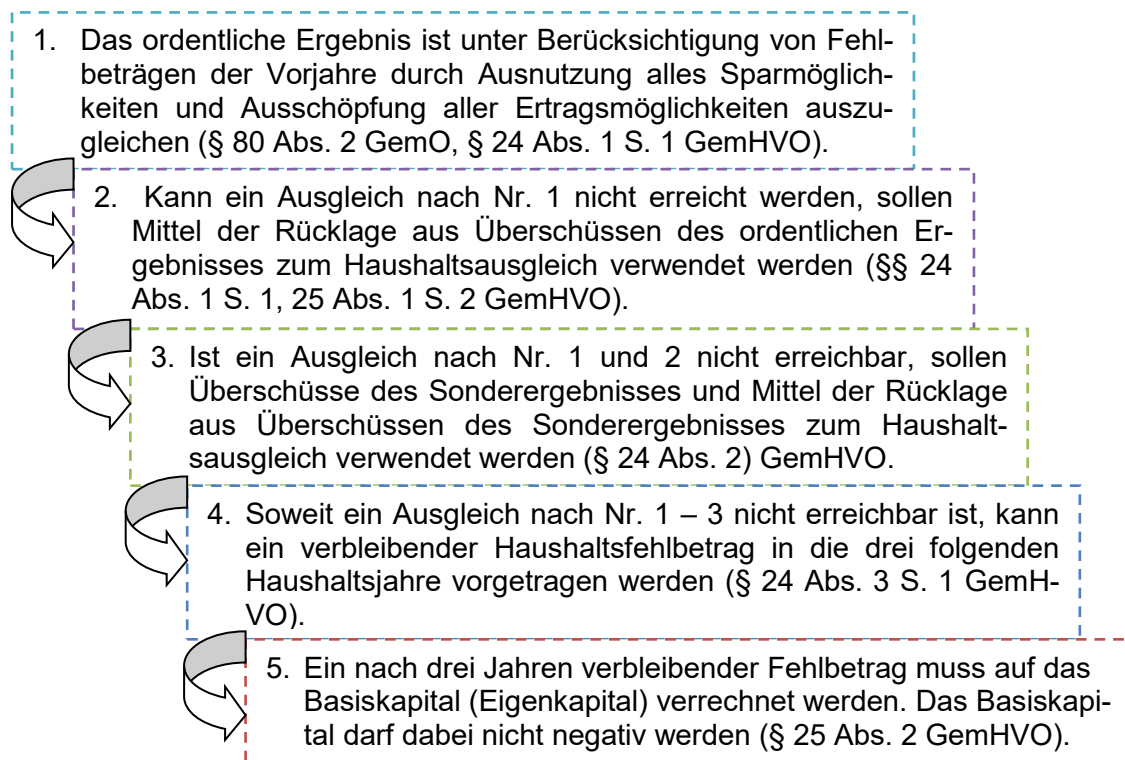 1. Das ordentliche Ergebnis ist unter Berücksichtigung von Fehl-
beträgen der Vorjahre durch Ausnutzung alles Sparmöglich-
keiten und Ausschöpfung aller Ertragsmöglichkeiten auszu-
gleichen (§ 80 Abs. 2 GemO, § 24 Abs. 1 S. 1 GemHVO).
2. Kann ein Ausgleich nach Nr. 1 nicht erreicht werden, sollen
Mittel der Rücklage aus Überschüssen des ordentlichen Er-
gebnisses zum Haushaltsausgleich verwendet werden (§§ 24
Abs. 1 S. 1, 25 Abs. 1 S. 2 GemHVO).
3. Ist ein Ausgleich nach Nr. 1 und 2 nicht erreichbar, sollen
Überschüsse des Sonderergebnisses und Mittel der Rücklage
aus Überschüssen des Sonderergebnisses zum Haushalt-
sausgleich verwendet werden (§ 24 Abs. 2) GemHVO.
4. Soweit ein Ausgleich nach Nr. 1 – 3 nicht erreichbar ist, kann
ein verbleibender Haushaltsfehlbetrag in die drei folgenden
Haushaltsjahre vorgetragen werden (§ 24 Abs. 3 S. 1 GemH-
VO).
5. Ein nach drei Jahren verbleibender Fehlbetrag muss auf das
Basiskapital (Eigenkapital) verrechnet werden. Das Basiskapi-
tal darf dabei nicht negativ werden (§ 25 Abs. 2 GemHVO).